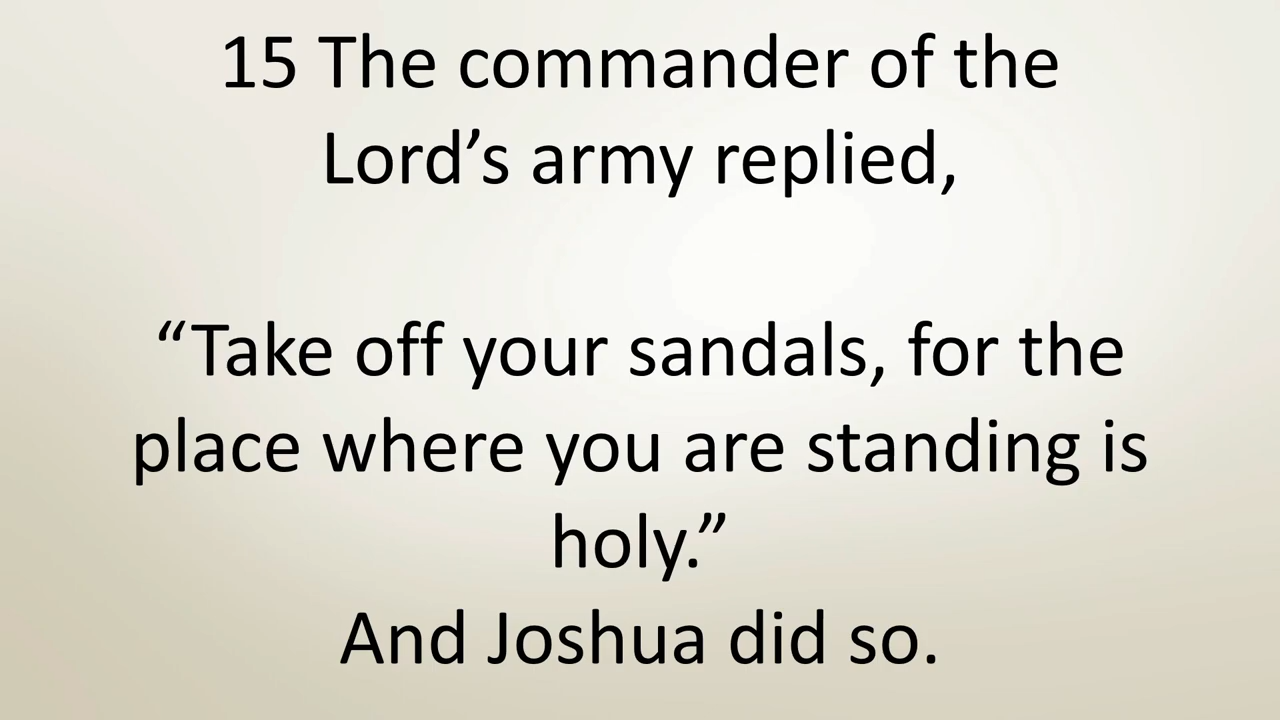 15 The commander of the
Lord’s army replied,
“Take off your sandals, for the
place where you are standing is
holy.”
And Joshua did so.